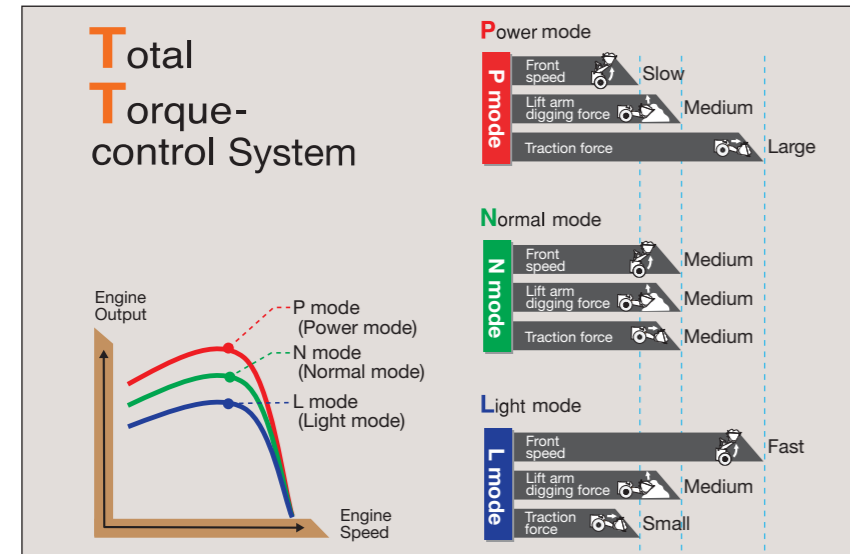 Total
Torque-
control System
Engine
Output
P mode
(Power mode)
N mode
(Normal mode)
L mode
(Light mode)
Engine
Speed
Power mode
P mode
Front
speed
Slow
Lift arm
digging force
Medium
Traction force
Large
Normal mode
N mode
Front
speed
Medium
Lift arm
digging force
Medium
Traction force
Medium
Light mode
L mode
Front
speed
Fast
Lift arm
digging force
Medium
Traction
force
Small